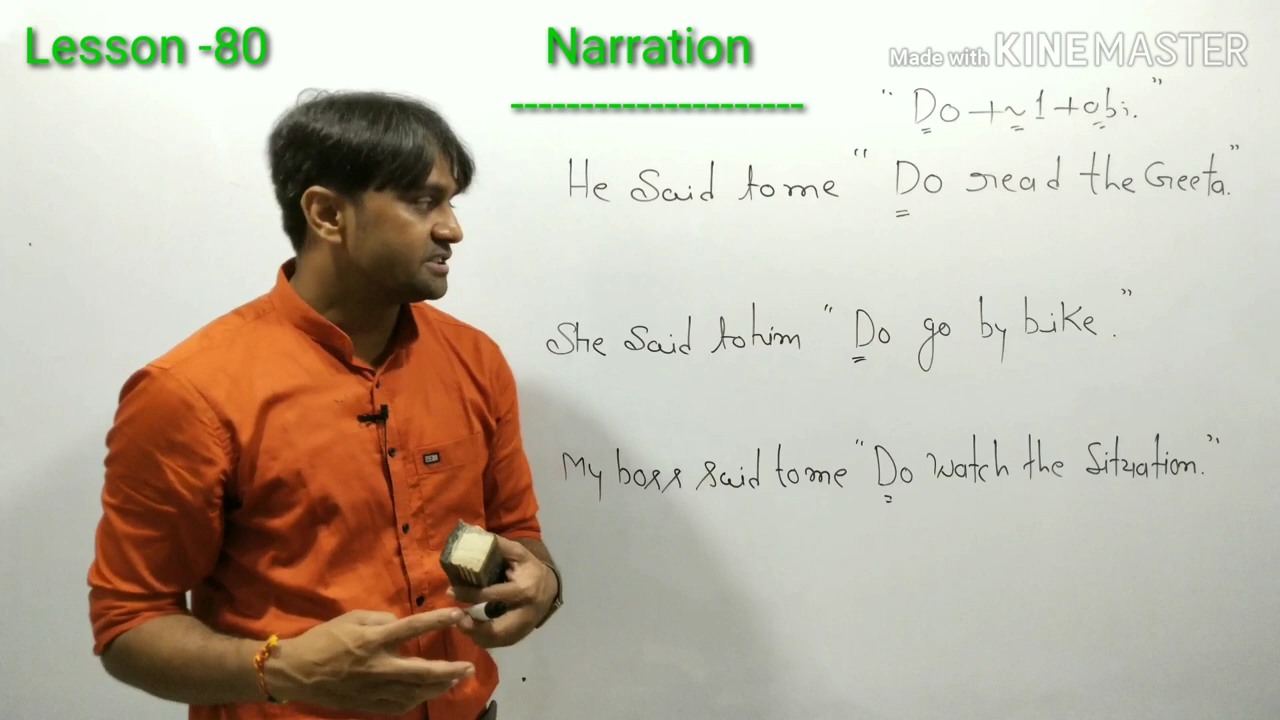 Lesson -80
Narration
Made with KINEMASTER
" Do + v1 + obj. "
He Said to me " Do read the Geeta. "
She Said to him " Do go by bike. "
My boss said to me " Do watch the Situation. "